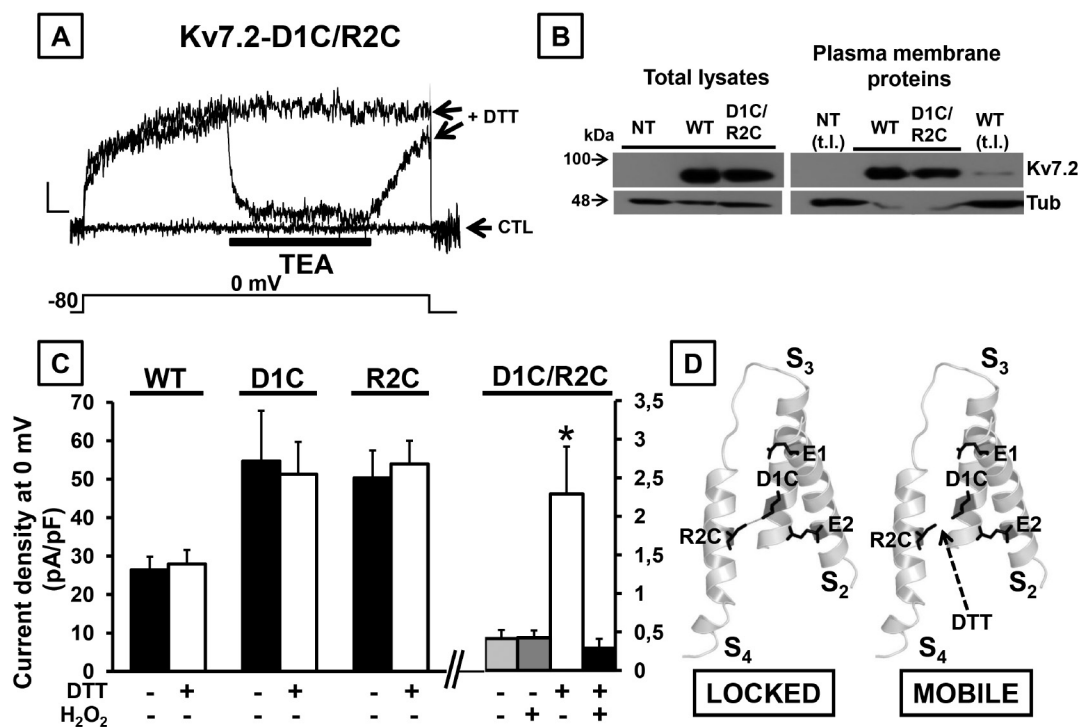 A
Kv7.2-D1C/R2C
+ DTT
CTL
TEA
0 mV
-80
B
Total lysates
Plasma membrane
proteins
kDa
NT
WT
D1C/
R2C
NT
(t.l.)
WT
D1C/
R2C
WT
(t.l.)
100→
48→
Kv7.2
Tub
C
WT
D1C
R2C
D1C/R2C
Current density at 0 mV
(pA/pF)
70
60
50
40
30
20
10
0
*
3,5
3
2,5
2
1,5
1
0,5
0
DTT - + - + - + - - + +
H₂O₂ - - - - - - - + - +
D
S₃
E1
D1C
R2C
E2
S₂
S₄
LOCKED
S₃
E1
D1C
R2C
E2
S₂
DTT
S₄
MOBILE